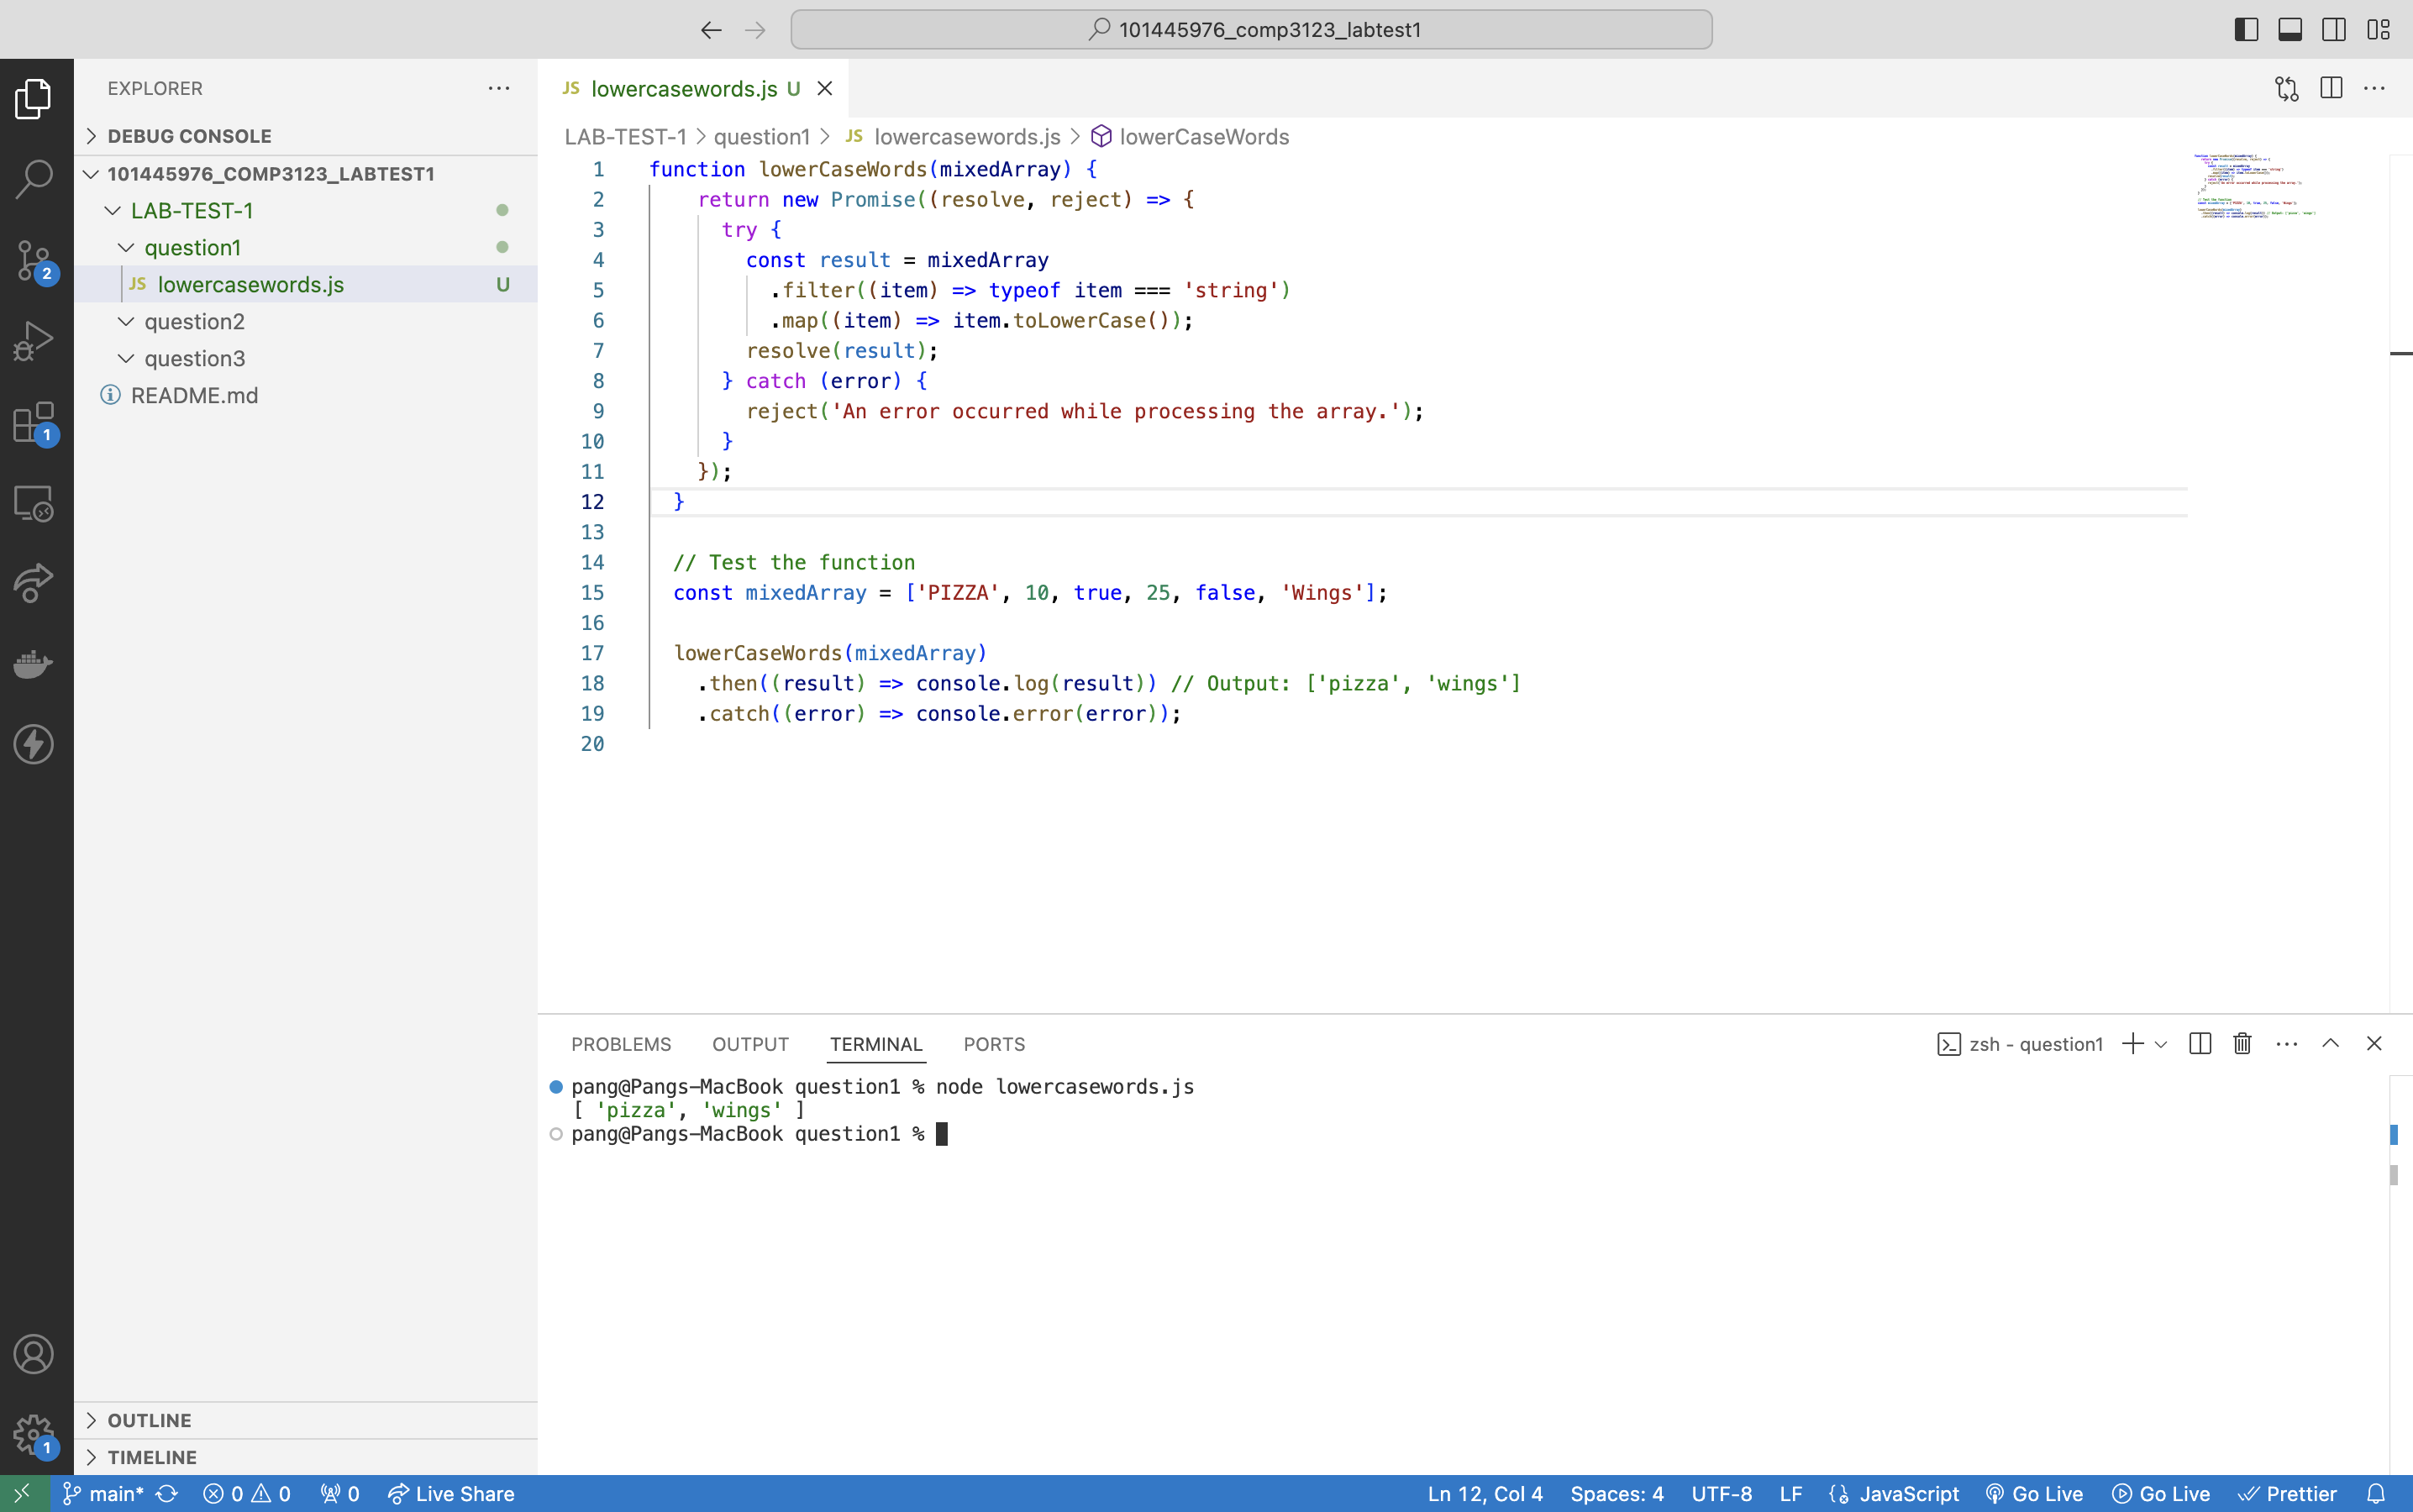 101445976_comp3123_labtest1
EXPLORER
DEBUG CONSOLE
101445976_COMP3123_LABTEST1
LAB-TEST-1
question1
JS lowercasewords.js U
question2
question3
README.md
OUTLINE
TIMELINE
2
1
1
JS lowercasewords.js U
LAB-TEST-1 > question1 > JS lowercasewords.js > lowerCaseWords
1 function lowerCaseWords(mixedArray) {
2 return new Promise((resolve, reject) => {
3 try {
4 const result = mixedArray
5 .filter((item) => typeof item === 'string')
6 .map((item) => item.toLowerCase());
7 resolve(result);
8 } catch (error) {
9 reject('An error occurred while processing the array.');
10 }
11 });
12 }
13
14 // Test the function
15 const mixedArray = ['PIZZA', 10, true, 25, false, 'Wings'];
16
17 lowerCaseWords(mixedArray)
18 .then((result) => console.log(result)) // Output: ['pizza', 'wings']
19 .catch((error) => console.error(error));
20
PROBLEMS OUTPUT TERMINAL PORTS zsh - question1
pang@Pangs-MacBook question1 % node lowercasewords.js
[ 'pizza', 'wings' ]
pang@Pangs-MacBook question1 %
main* 0 0 0 Live Share Ln 12, Col 4 Spaces: 4 UTF-8 LF JavaScript Go Live Go Live Prettier